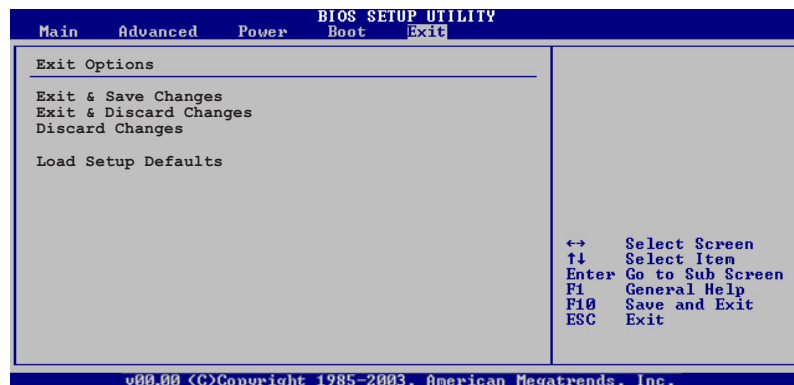 BIOS SETUP UTILITY
Main Advanced Power Boot Exit
Exit Options
Exit & Save Changes
Exit & Discard Changes
Discard Changes
Load Setup Defaults
←→ Select Screen
↑↓ Select Item
Enter Go to Sub Screen
F1 General Help
F10 Save and Exit
ESC Exit
v00.00 (C)Copyright 1985-2003, American Megatrends, Inc.